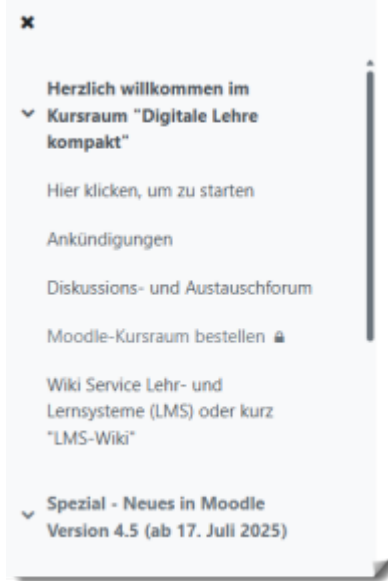 Herzlich willkommen im
Kursraum "Digitale Lehre
kompakt"
Hier klicken, um zu starten
Ankündigungen
Diskussions- und Austauschforum
Moodle-Kursraum bestellen
Wiki Service Lehr- und
Lernsysteme (LMS) oder kurz
"LMS-Wiki"
Spezial - Neues in Moodle
Version 4.5 (ab 17. Juli 2025)